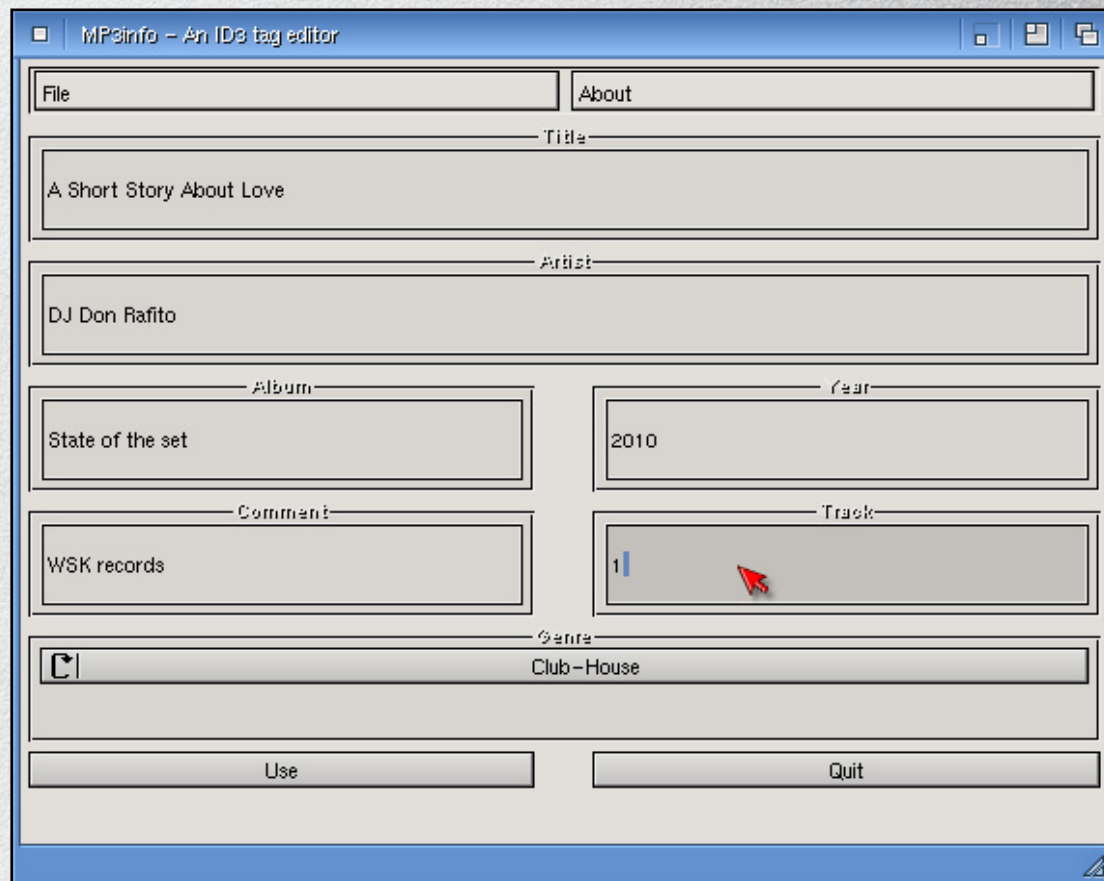 MP3info - An ID3 tag editor
File
About
Title
A Short Story About Love
Artist
DJ Don Rafito
Album
Year
State of the set
2010
Comment
Track
WSK records
1
Genre
Club-House
Use
Quit